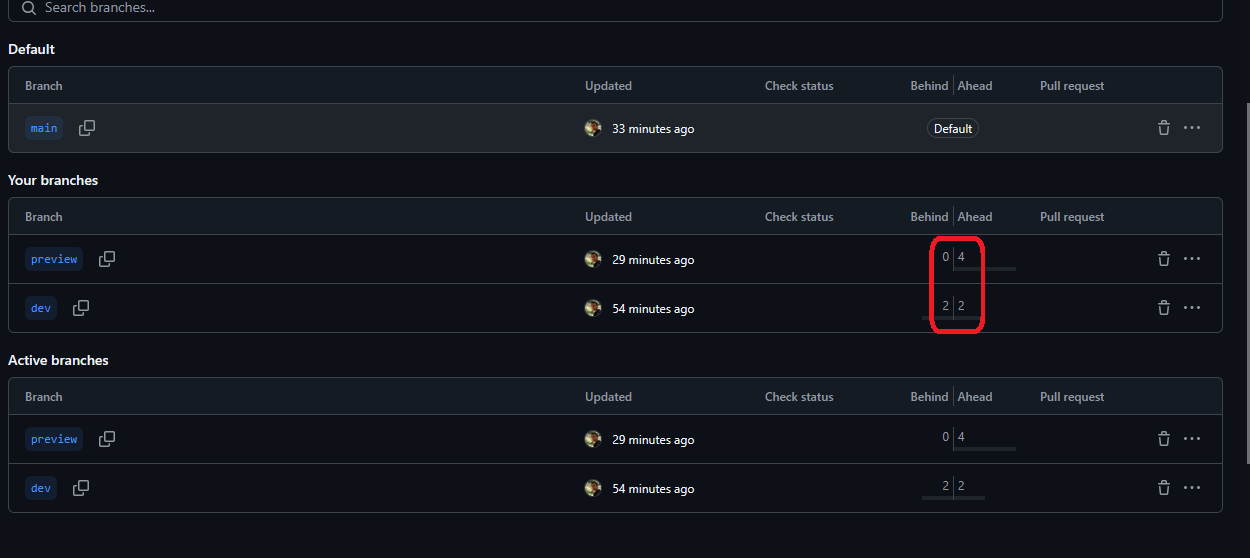 Search branches...
Default
Branch Updated Check status Behind Ahead Pull request
main 33 minutes ago Default
Your branches
Branch Updated Check status Behind Ahead Pull request
preview 29 minutes ago 0 4
dev 54 minutes ago 2 2
Active branches
Branch Updated Check status Behind Ahead Pull request
preview 29 minutes ago 0 4
dev 54 minutes ago 2 2